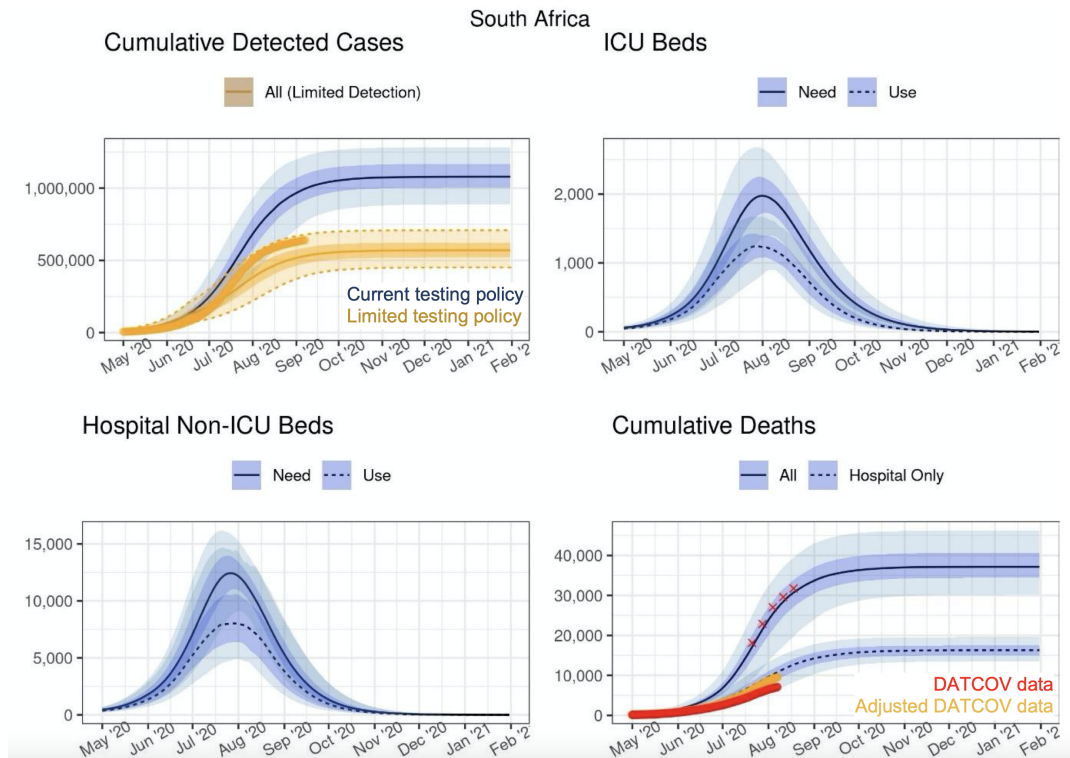 South Africa
Cumulative Detected Cases
All (Limited Detection)
1,000,000
500,000
0
Current testing policy
Limited testing policy
May '20 Jun '20 Jul '20 Aug '20 Sep '20 Oct '20 Nov '20 Dec '20 Jan '21 Feb '2
ICU Beds
Need Use
2,000
1,000
0
May '20 Jun '20 Jul '20 Aug '20 Sep '20 Oct '20 Nov '20 Dec '20 Jan '21 Feb '2
Hospital Non-ICU Beds
Need Use
15,000
10,000
5,000
0
May '20 Jun '20 Jul '20 Aug '20 Sep '20 Oct '20 Nov '20 Dec '20 Jan '21 Feb '2
Cumulative Deaths
All Hospital Only
40,000
30,000
20,000
10,000
0
DATCOV data
Adjusted DATCOV data
May '20 Jun '20 Jul '20 Aug '20 Sep '20 Oct '20 Nov '20 Dec '20 Jan '21 Feb '2